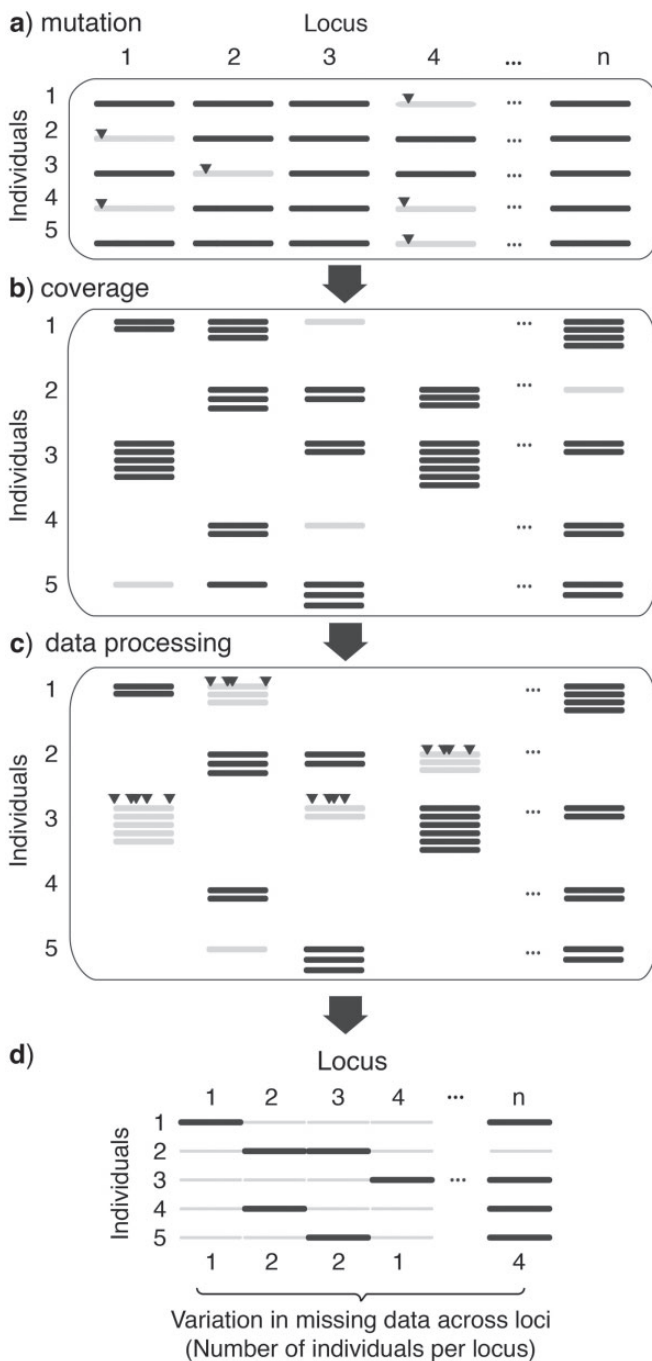 a) mutation Locus
1 2 3 4 ... n
Individuals
1 ...
2 ...
3 ...
4 ...
5 ...
b) coverage
Individuals
1 ...
2 ...
3 ...
4 ...
5 ...
c) data processing
Individuals
1 ...
2 ...
3 ...
4 ...
5 ...
d)
Locus
1 2 3 4 ... n
Individuals
1
2
3 ...
4
5
1 2 2 1 4
Variation in missing data across loci
(Number of individuals per locus)